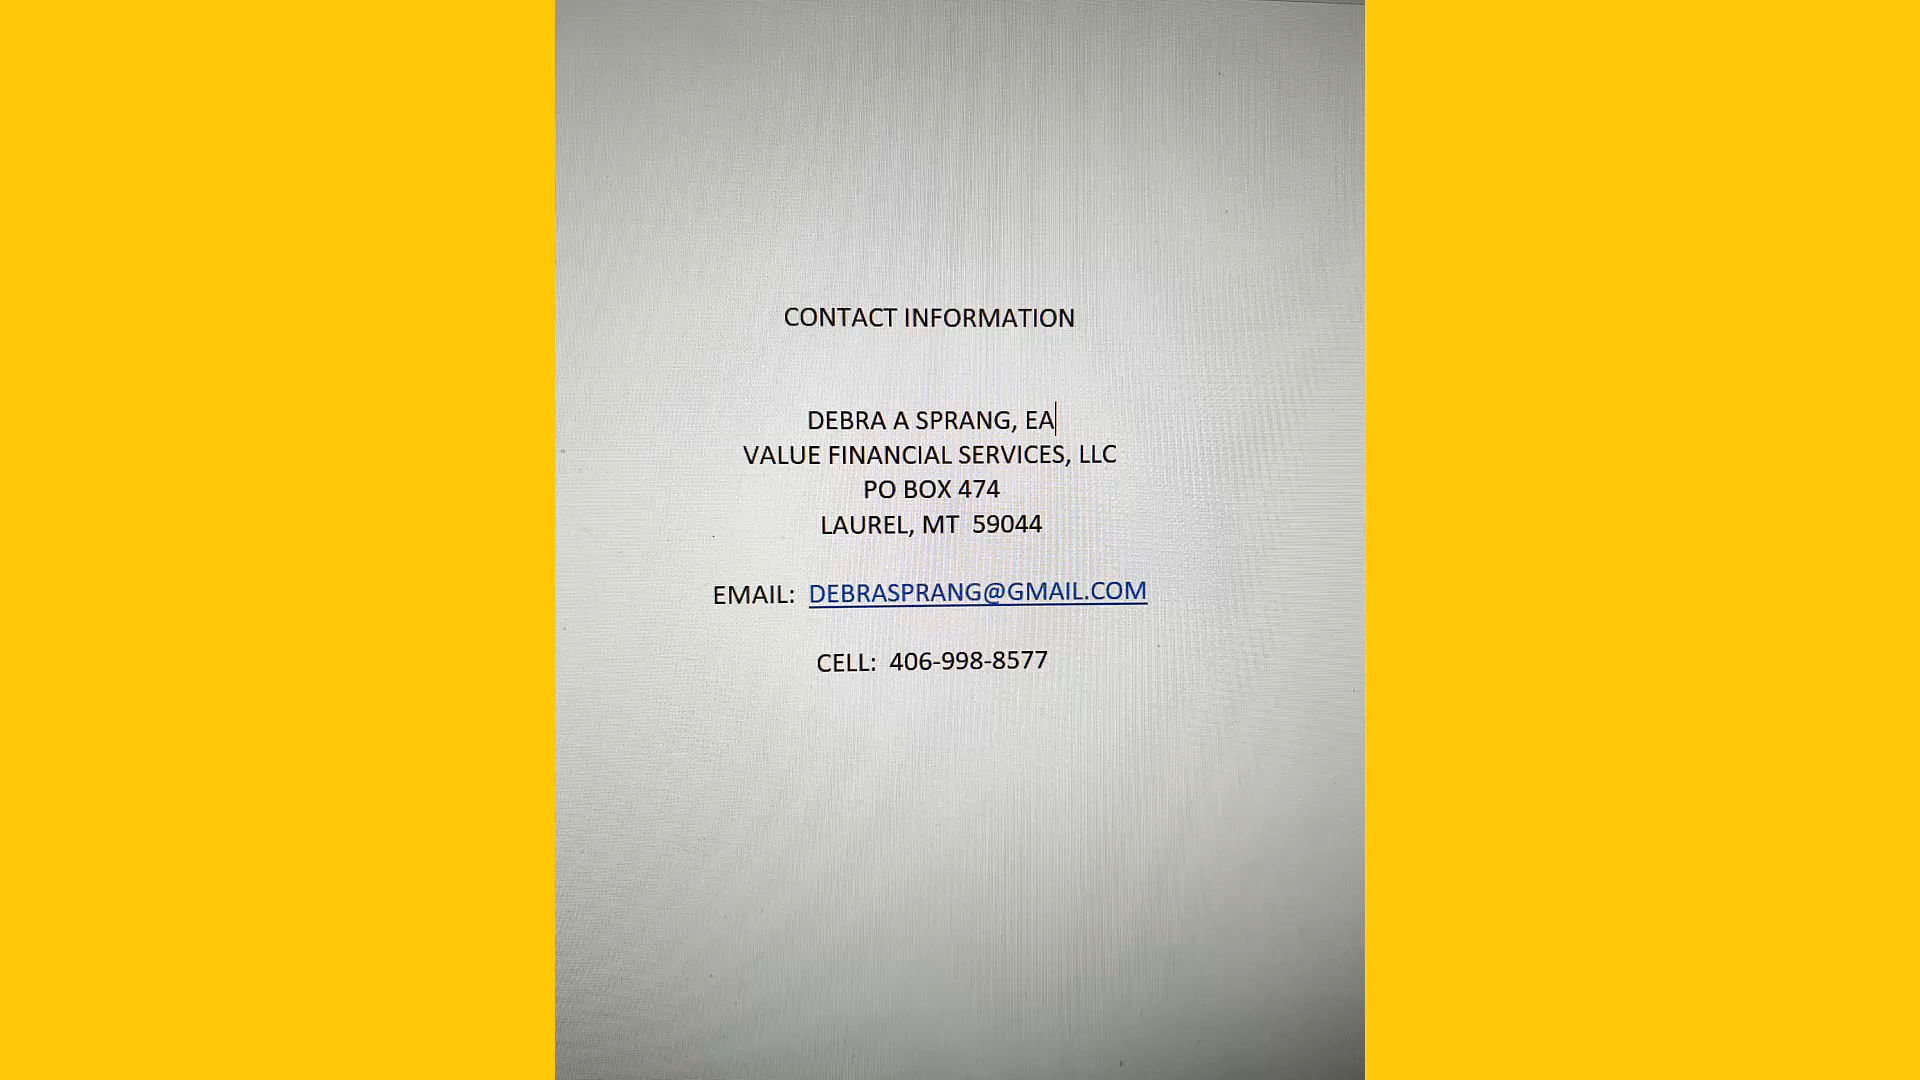 CONTACT INFORMATION
DEBRA A SPRANG, EA
VALUE FINANCIAL SERVICES, LLC
PO BOX 474
LAUREL, MT  59044
EMAIL:  DEBRASPRANG@GMAIL.COM
CELL:  406-998-8577